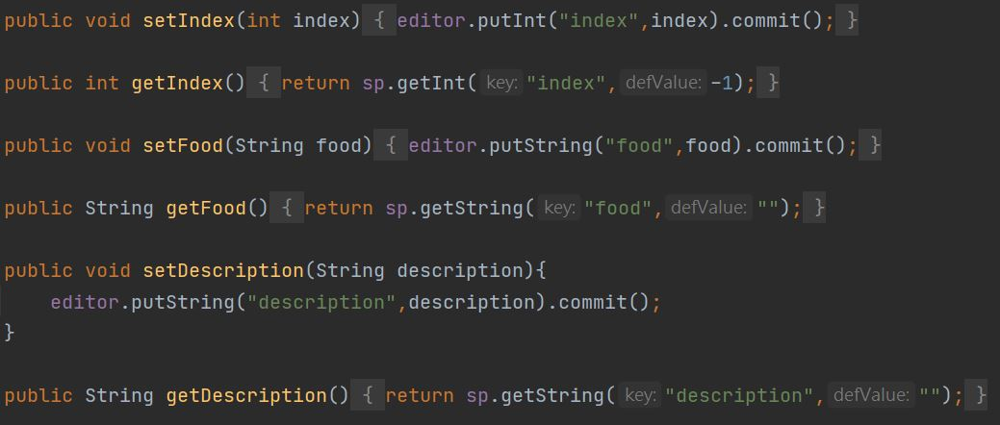 public void setIndex(int index) { editor.putInt("index",index).commit(); }
public int getIndex() { return sp.getInt( key: "index", defValue: -1); }
public void setFood(String food) { editor.putString("food",food).commit(); }
public String getFood() { return sp.getString( key: "food", defValue: ""); }
public void setDescription(String description){
editor.putString("description",description).commit();
}
public String getDescription() { return sp.getString( key: "description", defValue: ""); }